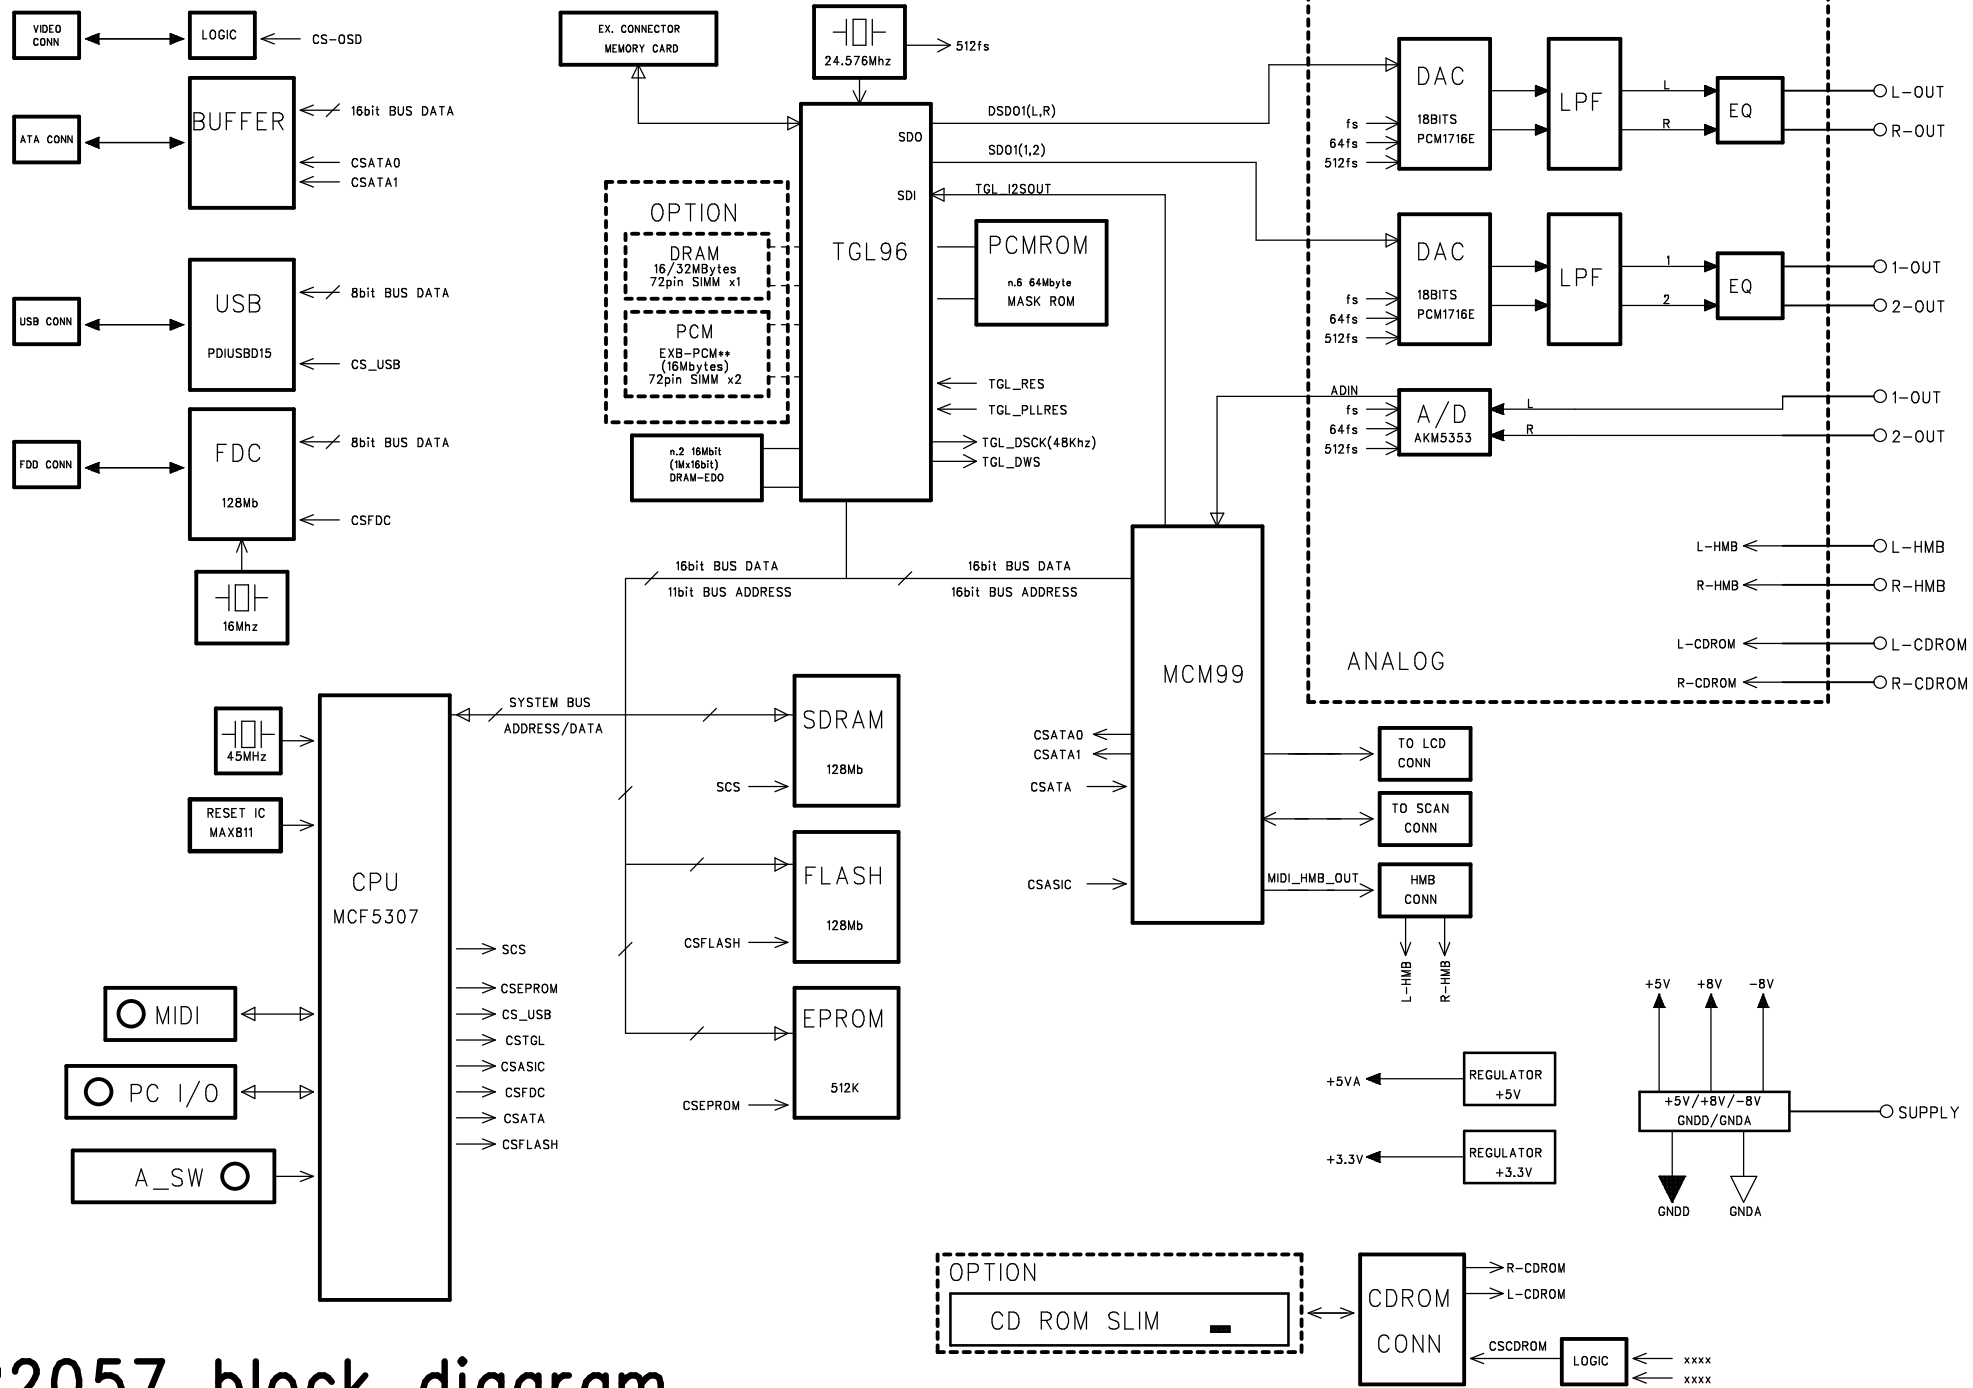 VIDEO
CONN
LOGIC
CS-OSD
BUFFER
16bit BUS DATA
ATA CONN
CSATA0
CSATA1
USB
PDIUSBD15
8bit BUS DATA
USB CONN
CS_USB
FDC
128Mb
8bit BUS DATA
FDD CONN
CSFDC
16Mhz
EX. CONNECTOR
MEMORY CARD
24.576Mhz
512fs
TGL96
SDO
SDI
DSDO1(L,R)
SDO1(1,2)
TGL_I2SOUT
OPTION
DRAM
16/32MBytes
72pin SIMM x1
PCM
EXB-PCM**
(16Mbytes)
72pin SIMM x2
n.2 16Mbit
(1Mx16bit)
DRAM-EDO
PCMROM
n.6 64Mbyte
MASK ROM
TGL_RES
TGL_PLLRES
TGL_DSCK(48Khz)
TGL_DWS
DAC
18BITS
PCM1716E
fs
64fs
512fs
LPF
L
R
EQ
L-OUT
R-OUT
DAC
18BITS
PCM1716E
fs
64fs
512fs
LPF
1
2
EQ
1-OUT
2-OUT
ADIN
fs
64fs
512fs
A/D
AKM5353
L
R
1-OUT
2-OUT
L-HMB
L-HMB
R-HMB
R-HMB
L-CDROM
L-CDROM
R-CDROM
R-CDROM
ANALOG
16bit BUS DATA
11bit BUS ADDRESS
16bit BUS DATA
16bit BUS ADDRESS
MCM99
CSATA0
CSATA1
CSATA
CSASIC
TO LCD
CONN
TO SCAN
CONN
MIDI_HMB_OUT
HMB
CONN
L-HMB
R-HMB
45MHz
RESET IC
MAX811
CPU
MCF5307
SYSTEM BUS
ADDRESS/DATA
SCS
CSEPROM
CS_USB
CSTGL
CSASIC
CSFDC
CSATA
CSFLASH
MIDI
PC I/O
A_SW
SDRAM
128Mb
SCS
FLASH
128Mb
CSFLASH
EPROM
512K
CSEPROM
+5V
+8V
-8V
+5V/+8V/-8V
GNDD/GNDA
SUPPLY
GNDD
GNDA
+5VA
REGULATOR
+5V
+3.3V
REGULATOR
+3.3V
OPTION
CD ROM SLIM
CDROM
CONN
R-CDROM
L-CDROM
CSCDROM
LOGIC
xxxx
xxxx
2057 block diagram